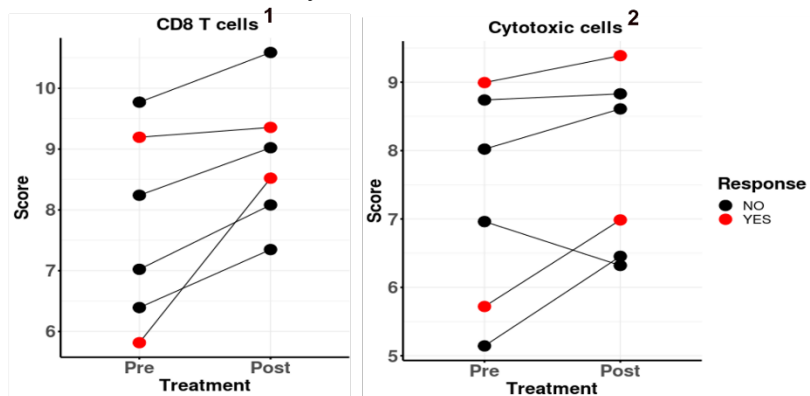 CD8 T cells 1
Score
10
9
8
7
6
Pre Post
Treatment
Cytotoxic cells 2
Score
9
8
7
6
5
Pre Post
Treatment
Response
NO
YES